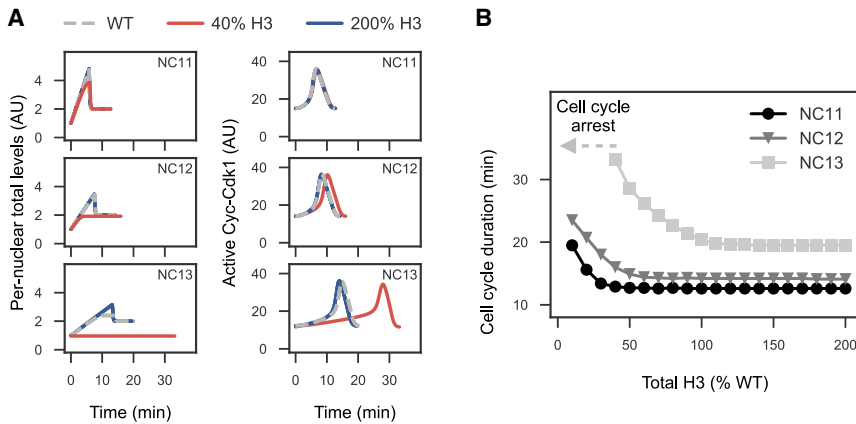 A
WT
40% H3
200% H3
B
Per-nuclear total levels (AU)
NC11
4
2
0
NC12
4
2
0
NC13
4
2
0
0 10 20 30
Time (min)
Active Cyc-Cdk1 (AU)
NC11
40
20
0
NC12
40
20
0
NC13
40
20
0
0 10 20 30
Time (min)
Cell cycle duration (min)
Cell cycle
arrest
NC11
NC12
NC13
30
20
10
0 50 100 150 200
Total H3 (% WT)